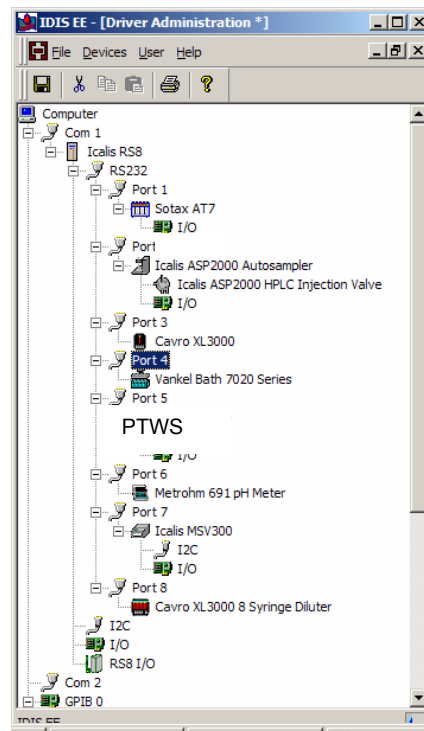 IDIS EE - [Driver Administration *]
File Devices User Help
Computer
Com 1
Icalis RS8
RS232
Port 1
Sotax AT7
I/O
Port
Icalis ASP2000 Autosampler
Icalis ASP2000 HPLC Injection Valve
I/O
Port 3
Cavro XL3000
Port 4
Vankel Bath 7020 Series
Port 5
PTWS
I/O
Port 6
Metrohm 691 pH Meter
Port 7
Icalis MSV300
I2C
I/O
Port 8
Cavro XL3000 8 Syringe Diluter
I2C
I/O
RS8 I/O
Com 2
GPIB 0
IDIS EE